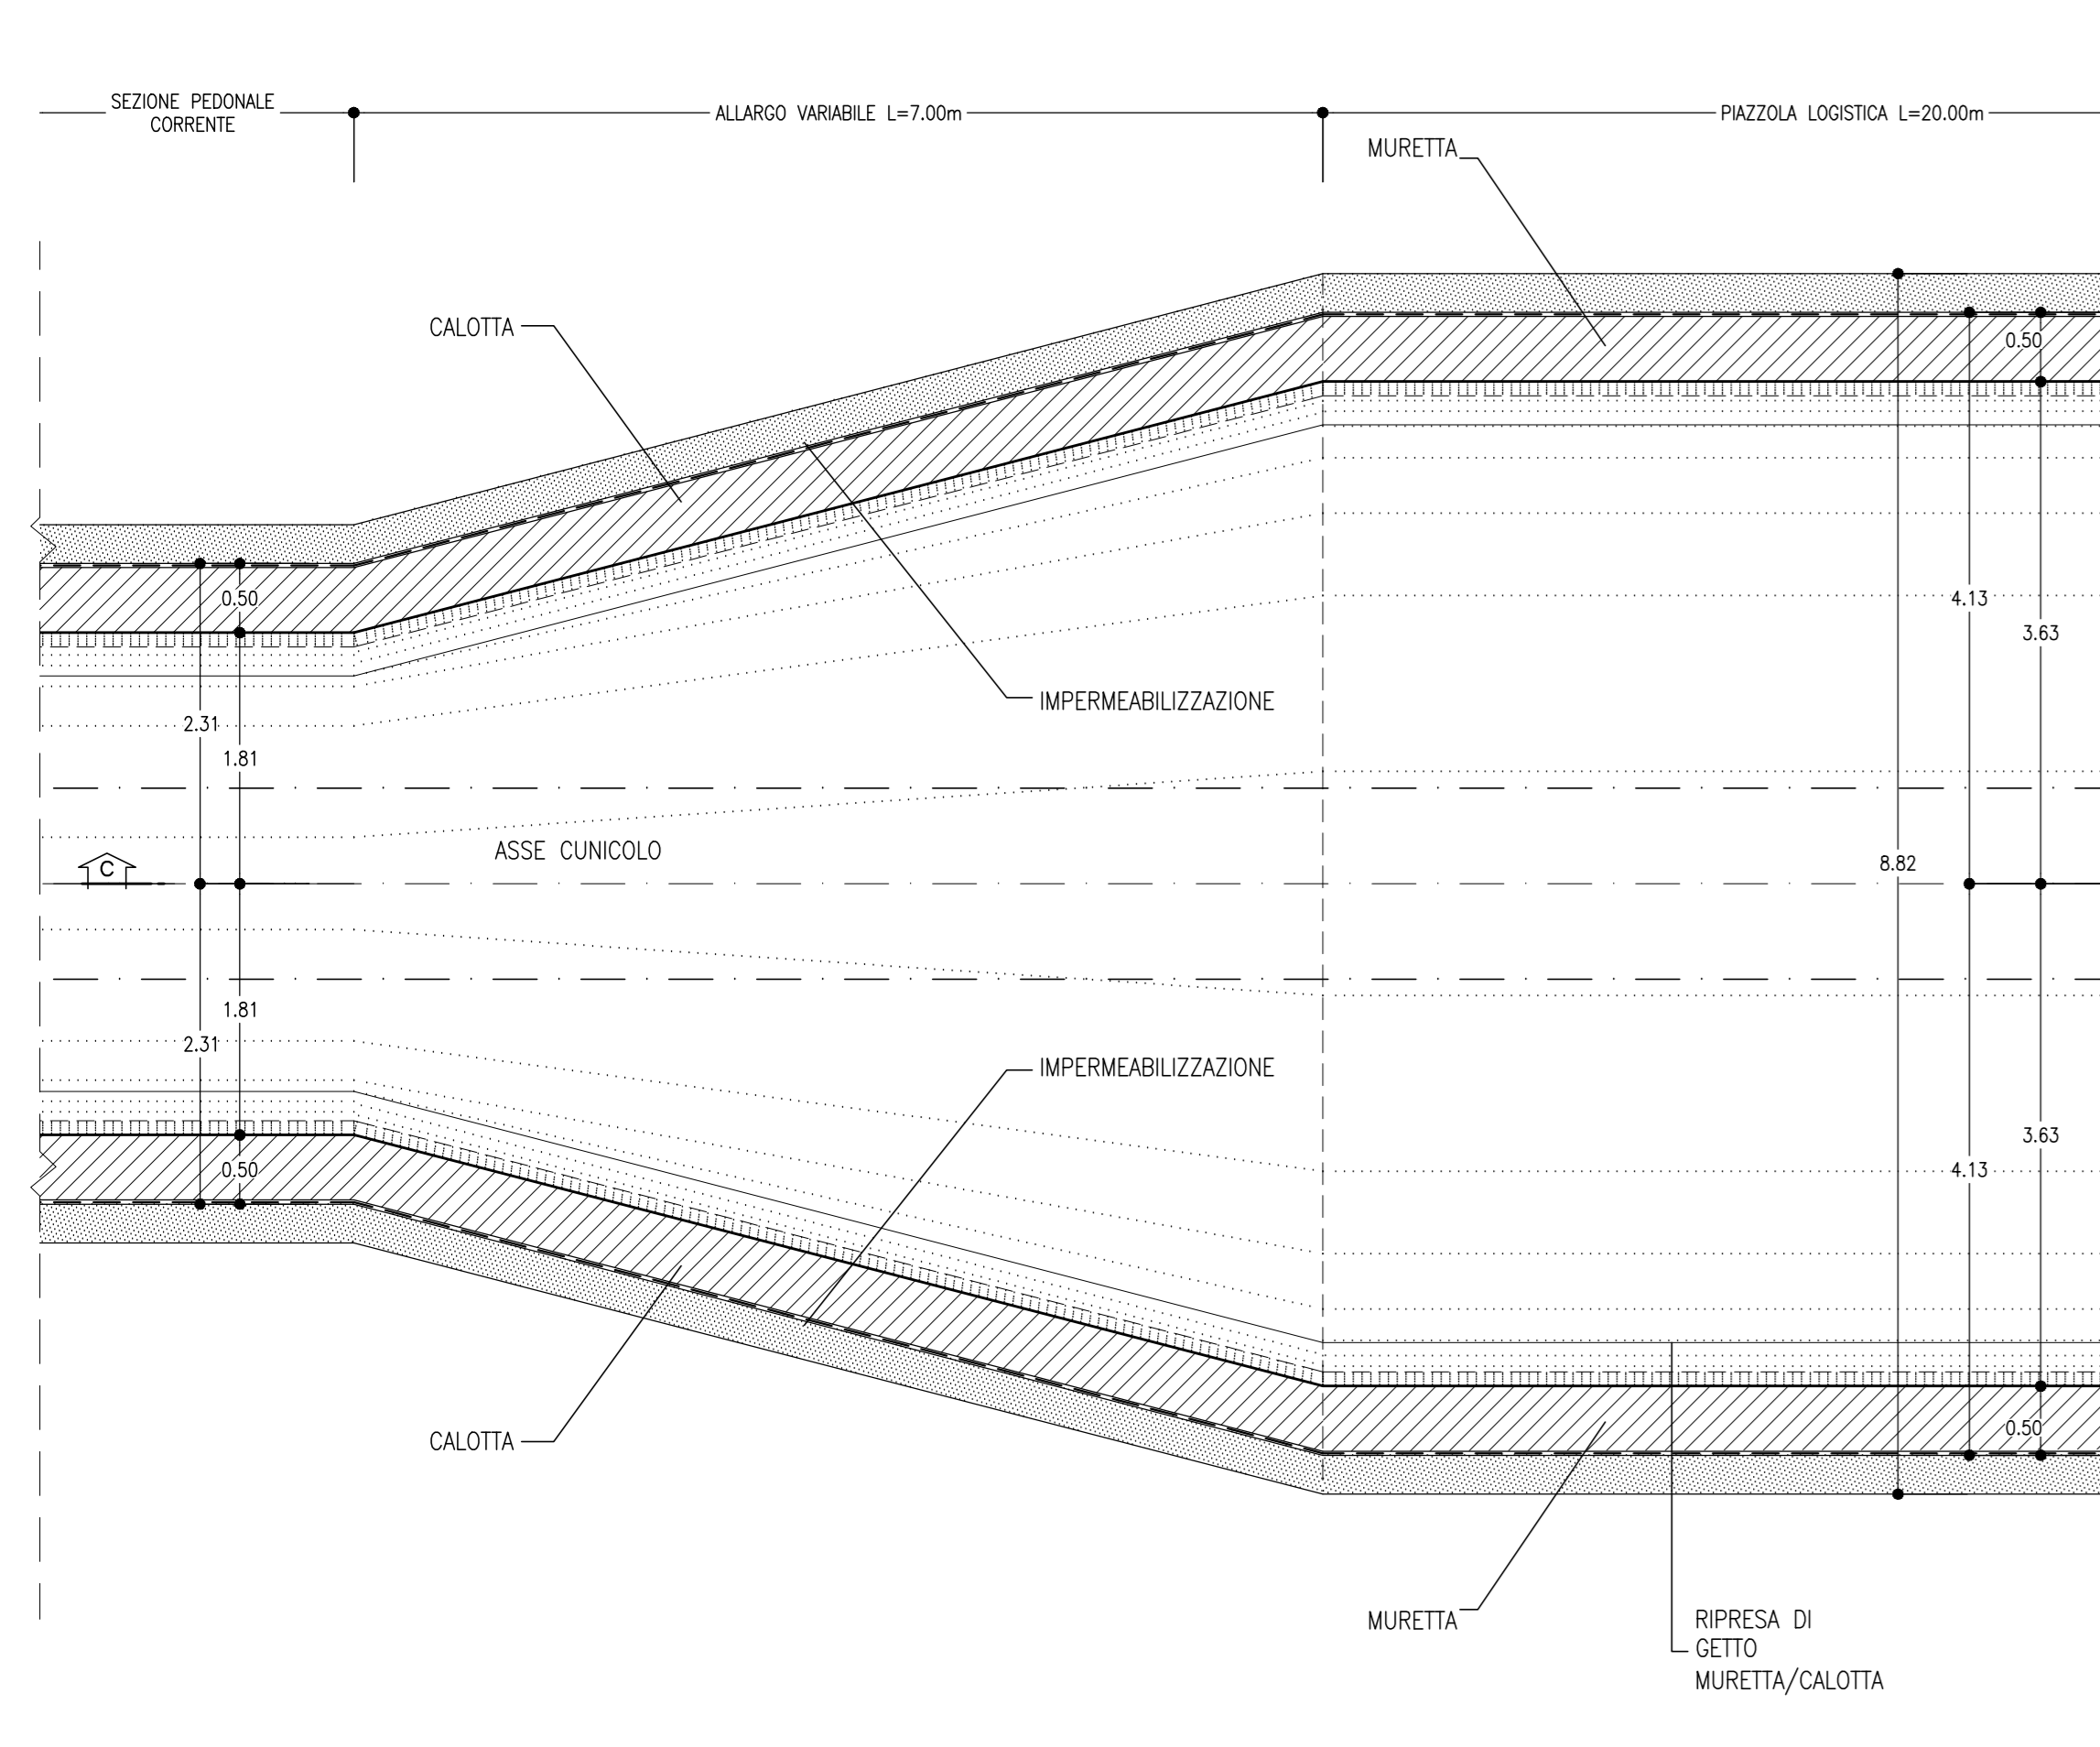 SEZIONE PEDONALE
CORRENTE
ALLARGO VARIABILE L=7.00m
PIAZZOLA LOGISTICA L=20.00m
MURETTA
CALOTTA
0.50
0.50
4.13
3.63
IMPERMEABILIZZAZIONE
2.31
1.81
ASSE CUNICOLO
C
8.82
1.81
2.31
IMPERMEABILIZZAZIONE
3.63
0.50
4.13
CALOTTA
0.50
MURETTA
RIPRESA DI
GETTO
MURETTA/CALOTTA